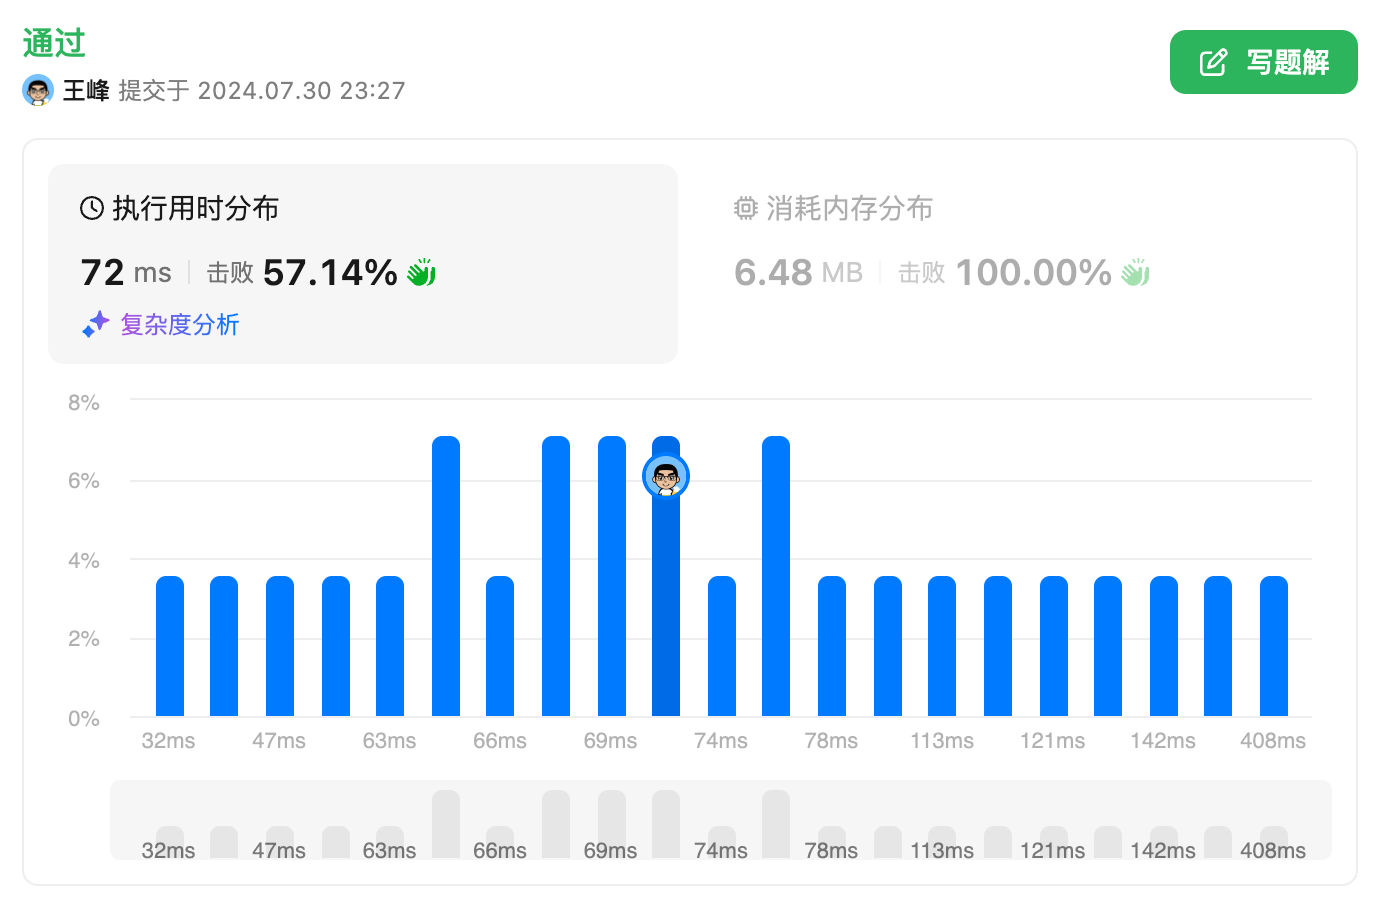 通过
写题解
王峰 提交于 2024.07.30 23:27
执行用时分布
72 ms 击败 57.14%
复杂度分析
消耗内存分布
6.48 MB 击败 100.00%
8%
6%
4%
2%
0%
32ms 47ms 63ms 66ms 69ms 74ms 78ms 113ms 121ms 142ms 408ms
32ms 47ms 63ms 66ms 69ms 74ms 78ms 113ms 121ms 142ms 408ms